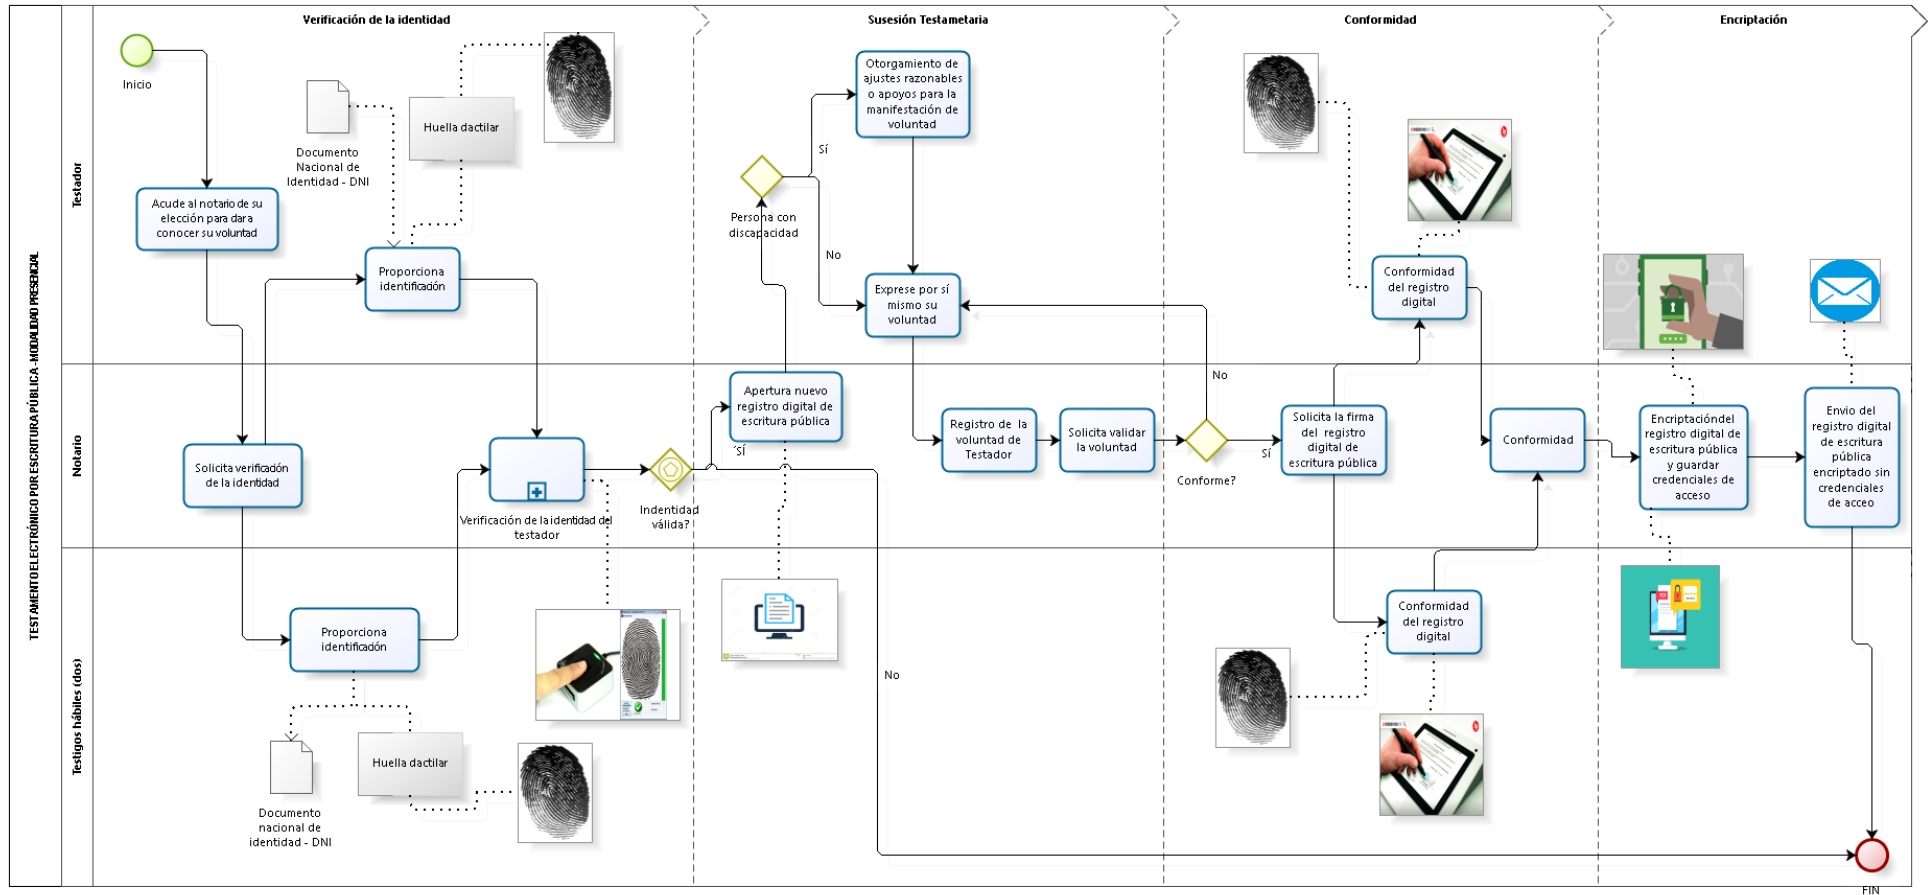 TESTAMENTO ELECTRÓNICO POR ESCRITURA PÚBLICA - MODALIDAD PRESENCIAL
Verificación de la identidad
Susesión Testametaria
Conformidad
Encriptación
Testador
Inicio
Acude al notario de su
elección para dar a
conocer su voluntad
Documento
Nacional de
Identidad - DNI
Huella dactilar
Proporciona
identificación
Otorgamiento de
ajustes razonables
o apoyos para la
manifestación de
voluntad
Sí
Persona con
discapacidad
No
Exprese por sí
mismo su
voluntad
Conformidad
del registro
digital
Notario
Solicita verificación
de la identidad
Verificación de la identidad del
testador
Indentidad
válida?
Apertura nuevo
registro digital de
escritura pública
Sí
Registro de la
voluntad de
Testador
Solicita validar
la voluntad
No
Conforme?
Sí
Solicita la firma
del registro
digital de
escritura pública
Conformidad
Encriptacióndel
registro digital de
escritura pública
y guardar
credenciales de
acceso
Envio del
registro digital
de escritura
pública
encriptado sin
credenciales
de acceo
Testigos hábiles (dos)
Proporciona
identificación
Documento
nacional de
identidad - DNI
Huella dactilar
No
Conformidad
del registro
digital
PDF
FIN